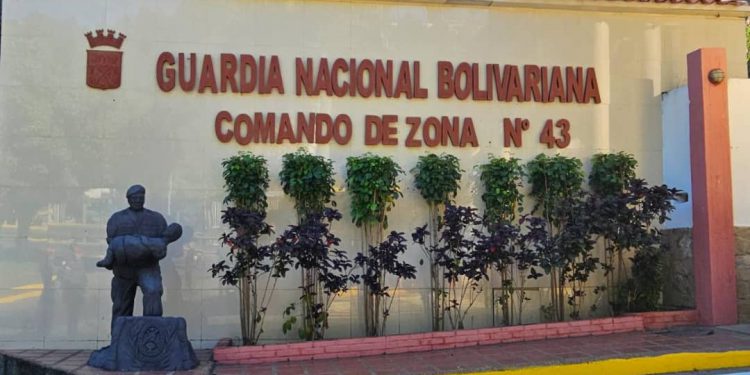 GUARDIA NACIONAL BOLIVARIANA
COMANDO DE ZONA N° 43